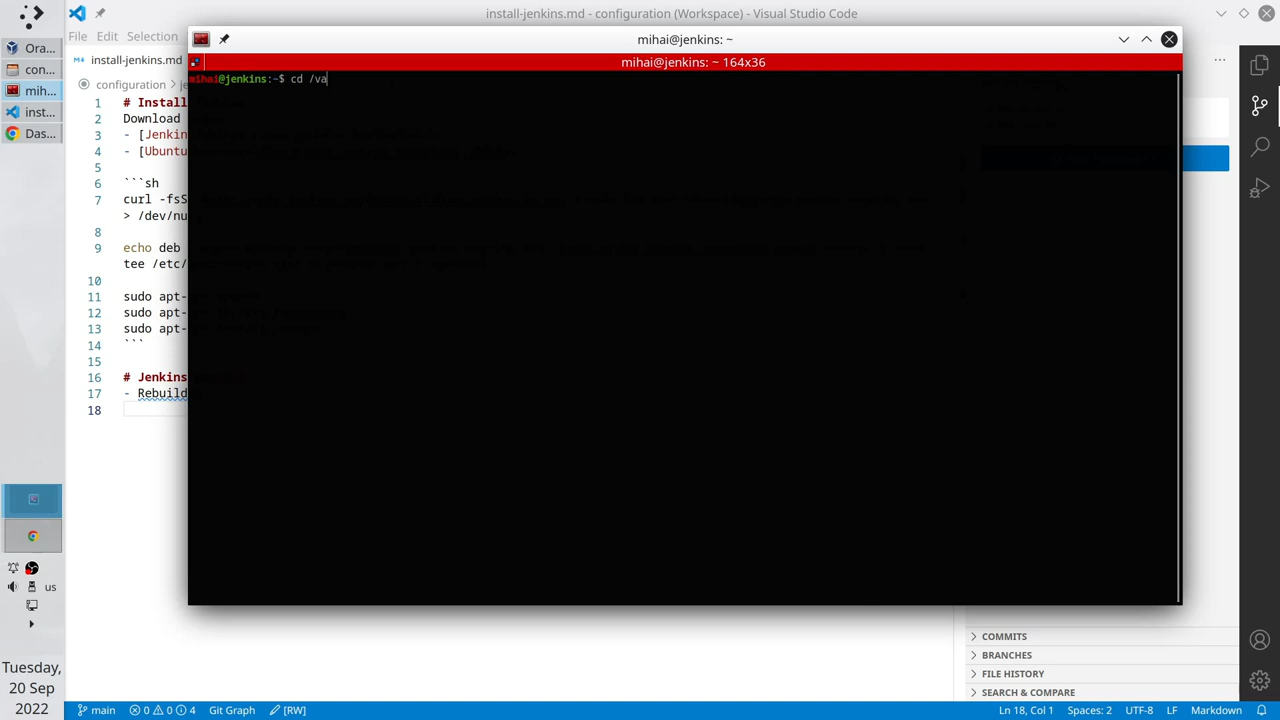 install-jenkins.md - configuration (Workspace) - Visual Studio Code
File Edit Selection
mihai@jenkins: ~
install-jenkins.md
mihai@jenkins: ~ 164x36
configuration
mihai@jenkins:~$ cd /va
1 # Install
2 Download
3 - [Jenkin
4 - [Ubuntu
5
6 ```sh
7 curl -fsS
> /dev/nu
8
9 echo deb
tee /etc/
10
11 sudo apt-
12 sudo apt-
13 sudo apt-
14 ```
15
16 # Jenkins
17 - Rebuild
18
Ora...
con...
mih...
inst...
Das...
us
Tuesday,
20 Sep
2022
COMMITS
BRANCHES
FILE HISTORY
SEARCH & COMPARE
main 0 0 4 Git Graph [RW] Ln 18, Col 1 Spaces: 2 UTF-8 LF Markdown